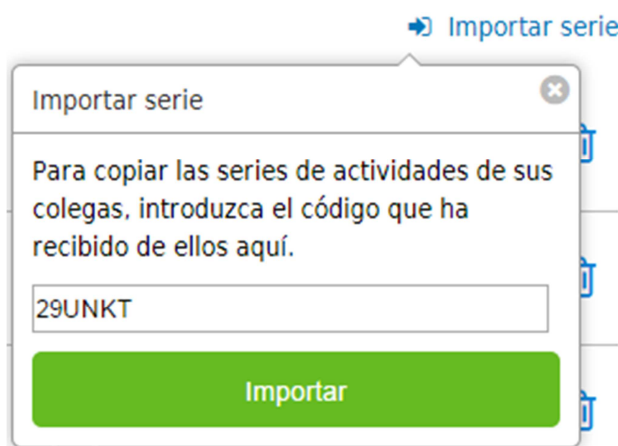 Importar serie
Importar serie
Para copiar las series de actividades de sus
colegas, introduzca el código que ha
recibido de ellos aquí.
29UNKT
Importar